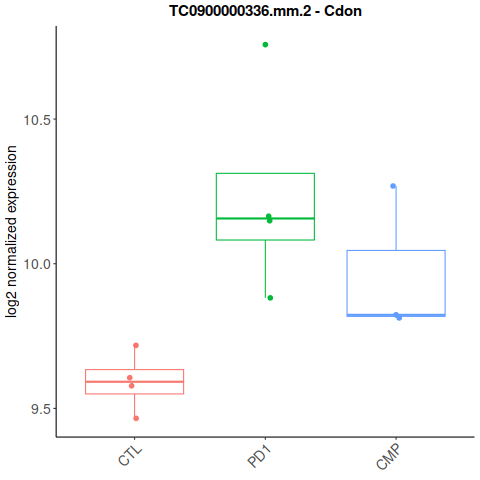 TC0900000336.mm.2 - Cdon
log2 normalized expression
10.5
10.0
9.5
CTL
PD1
CMP